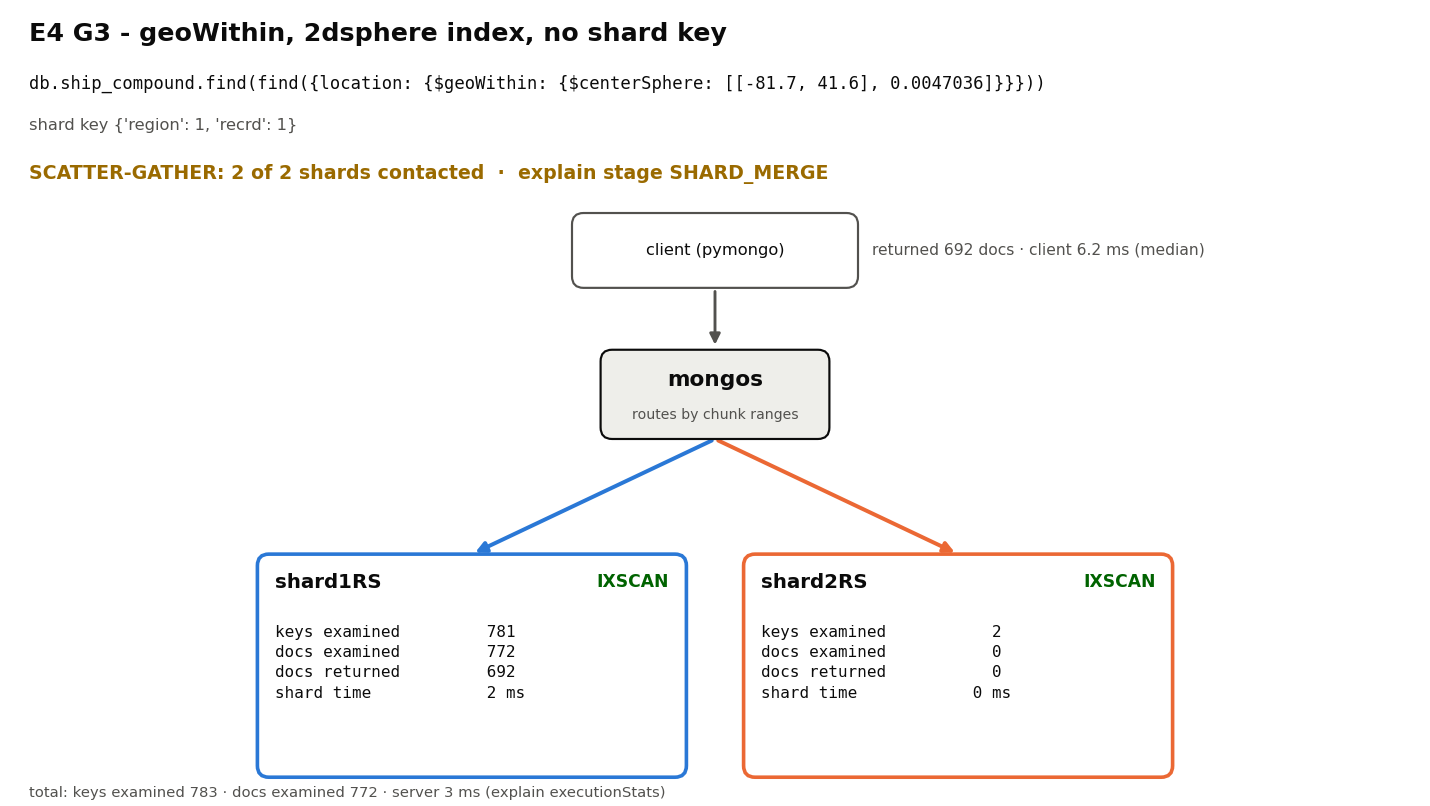 E4 G3 - geoWithin, 2dsphere index, no shard key
db.ship_compound.find(find({location: {$geoWithin: {$centerSphere: [[-81.7, 41.6], 0.0047036]}}}))
shard key {'region': 1, 'recrd': 1}
SCATTER-GATHER: 2 of 2 shards contacted · explain stage SHARD_MERGE
client (pymongo)
returned 692 docs · client 6.2 ms (median)
mongos
routes by chunk ranges
shard1RS IXSCAN
keys examined 781
docs examined 772
docs returned 692
shard time 2 ms
shard2RS IXSCAN
keys examined 2
docs examined 0
docs returned 0
shard time 0 ms
total: keys examined 783 · docs examined 772 · server 3 ms (explain executionStats)